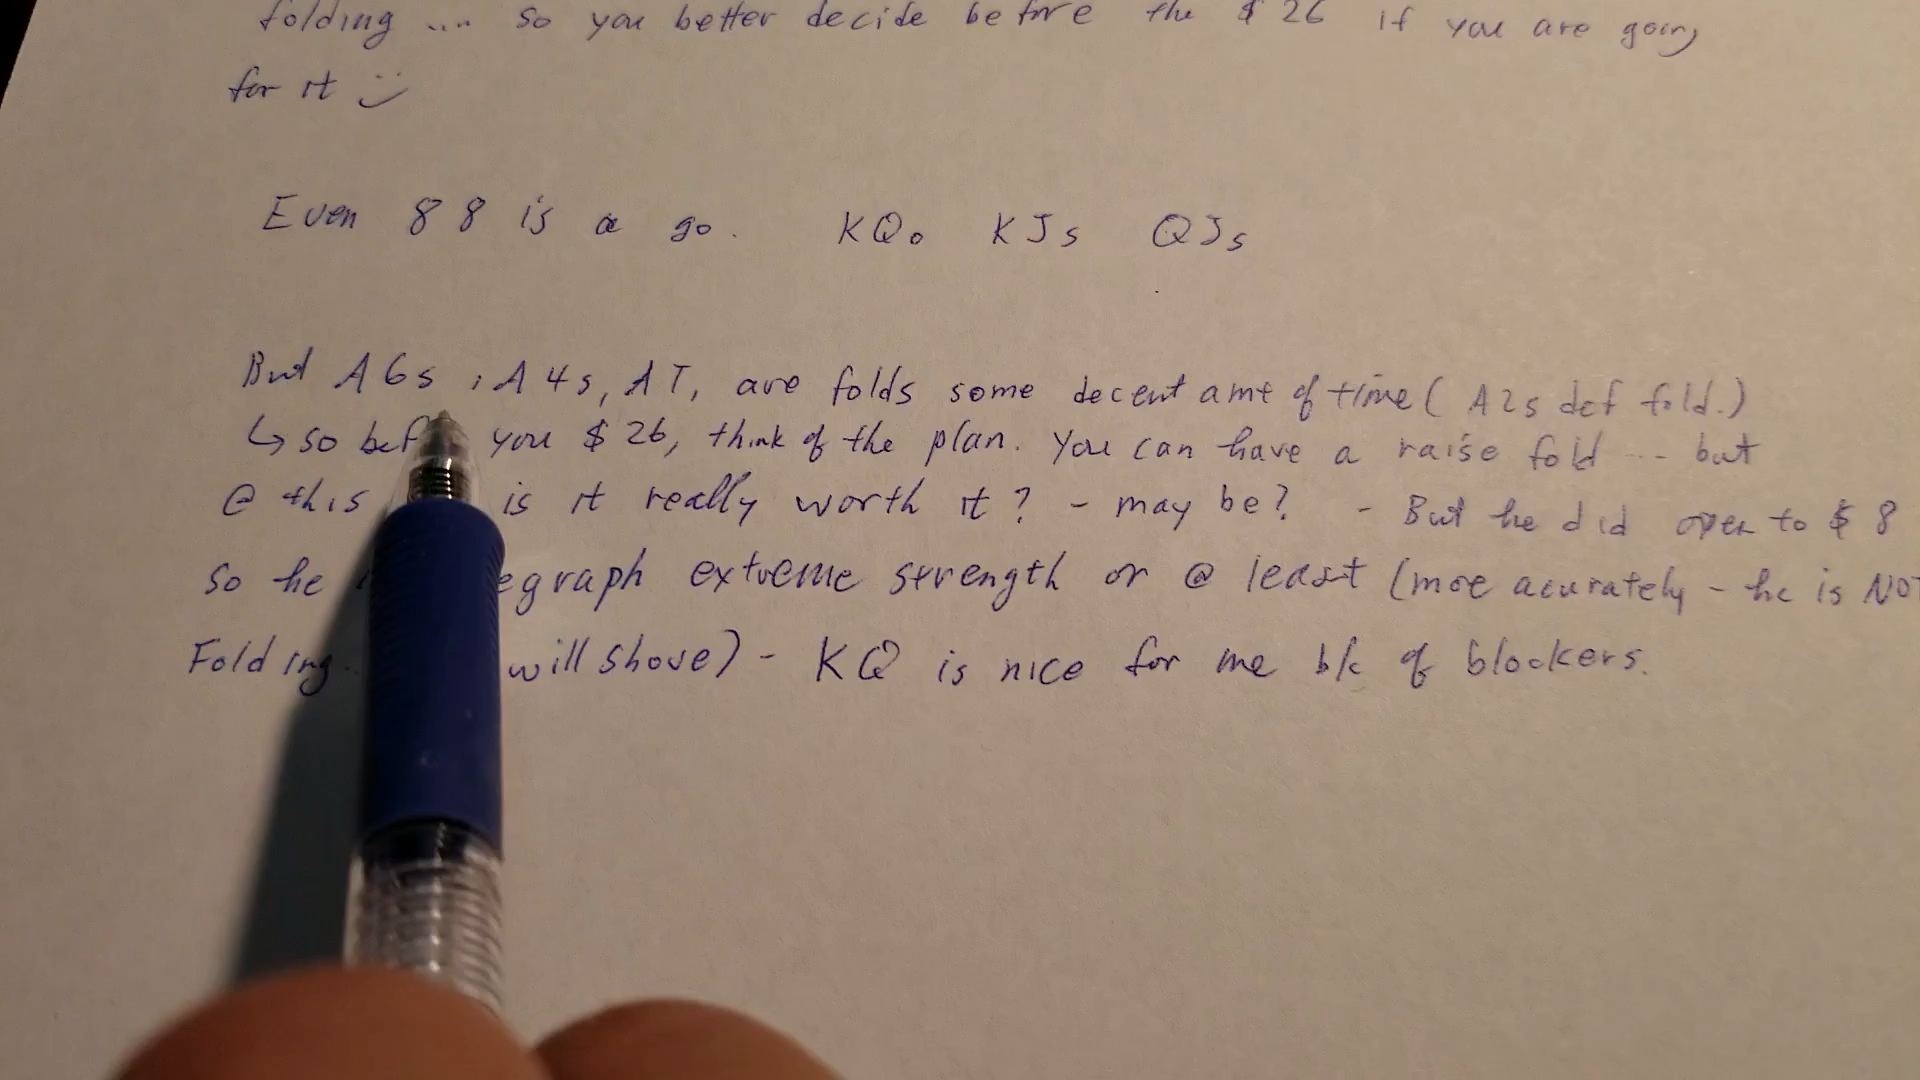 folding .... so you better decide before the $26 if you are going
for it
Even 88 is a go. KQo KJs QJs
But A6s, A4s, AT, are folds some decent amt of time ( A2s def fold.)
↳ so bef you $26, think of the plan. You can have a raise fold ... but
@ this is it really worth it? - may be? - But he did open to $8
so he egraph extreme strength or @ least (more acurately - he is NOT
Folding. will shove) - KQ is nice for me b/c of blockers.